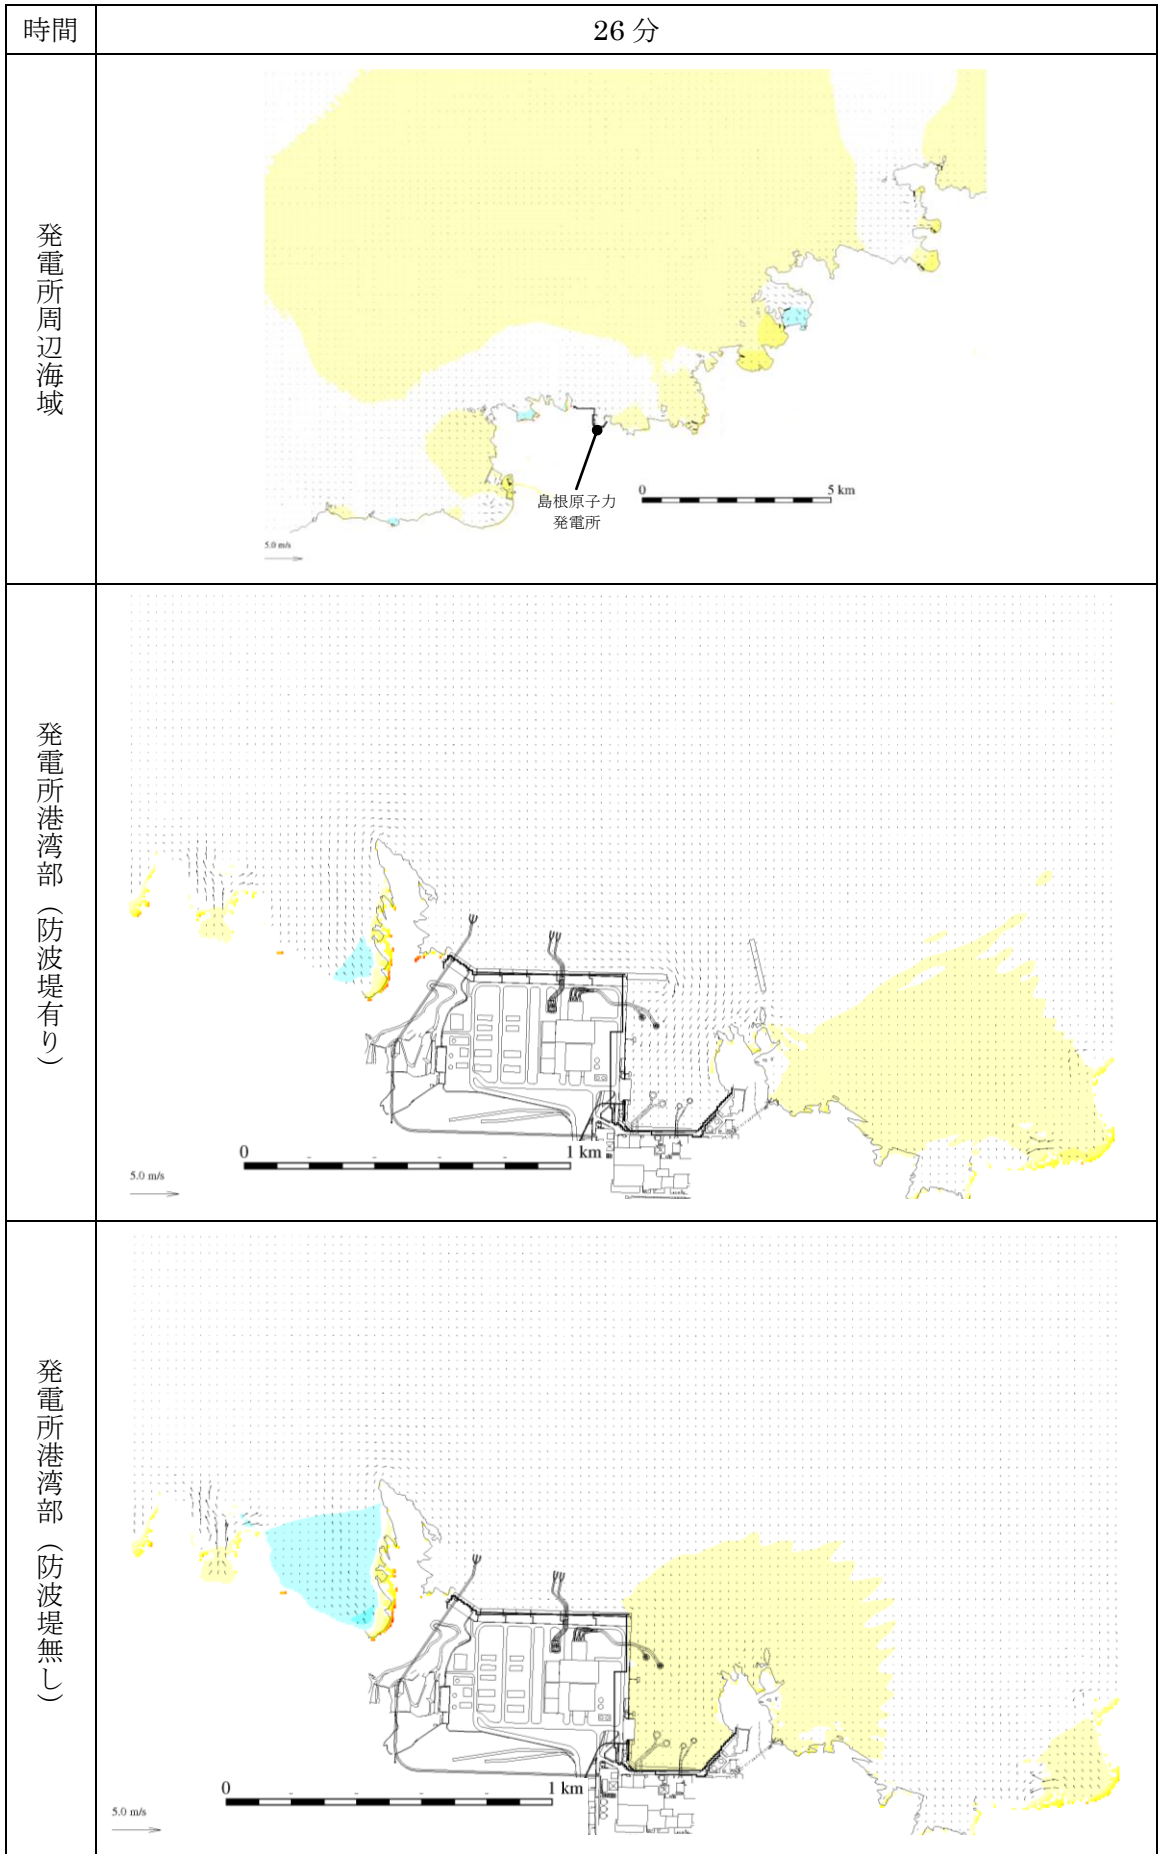 時間
26 分
発電所周辺海域
島根原子力
発電所
0
5 km
5.0 m/s
発電所港湾部（防波堤有り）
0
1 km
5.0 m/s
発電所港湾部（防波堤無し）
0
1 km
5.0 m/s